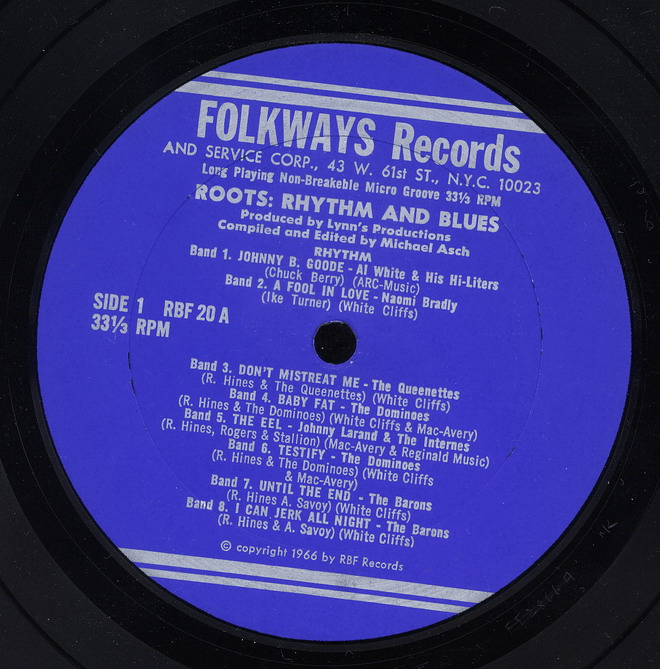 FOLKWAYS Records
AND SERVICE CORP., 43 W. 61st ST., N.Y.C. 10023
Long Playing Non-Breakable Micro Groove 33⅓ RPM
ROOTS: RHYTHM AND BLUES
Produced by Lynn's Productions
Compiled and Edited by Michael Asch
RHYTHM
Band 1. JOHNNY B. GOODE - Al White & His Hi-Liters
(Chuck Berry) (ARC-Music)
Band 2. A FOOL IN LOVE - Naomi Bradly
(Ike Turner) (White Cliffs)
SIDE 1 RBF 20 A
33⅓ RPM
Band 3. DON'T MISTREAT ME - The Queenettes
(R. Hines & The Queenettes) (White Cliffs)
Band 4. BABY FAT - The Dominoes
(R. Hines & The Dominoes) (White Cliffs & Mac-Avery)
Band 5. THE EEL - Johnny Larand & The Internes
(R. Hines, Rogers & Stallion) (Mac-Avery & Reginald Music)
Band 6. TESTIFY - The Dominoes
(R. Hines & The Dominoes) (White Cliffs
& Mac-Avery)
Band 7. UNTIL THE END - The Barons
(R. Hines A. Savoy) (White Cliffs)
Band 8. I CAN JERK ALL NIGHT - The Barons
(R. Hines & A. Savoy) (White Cliffs)
© copyright 1966 by RBF Records